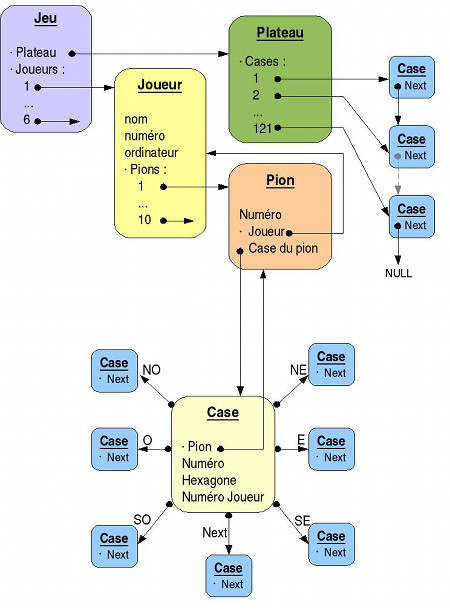 Jeu
· Plateau
· Joueurs :
1
...
6
Plateau
· Cases :
1
2
...
121
Case
· Next
Case
· Next
Case
· Next
NULL
Joueur
nom
numéro
ordinateur
· Pions :
1
...
10
Pion
Numéro
· Joueur
· Case du pion
Case
· Next
NO
NE
Case
· Next
Case
· Pion
Numéro
Hexagone
Numéro Joueur
Case
· Next
O
E
Case
· Next
Case
· Next
SO
Next
SE
Case
· Next
Case
· Next